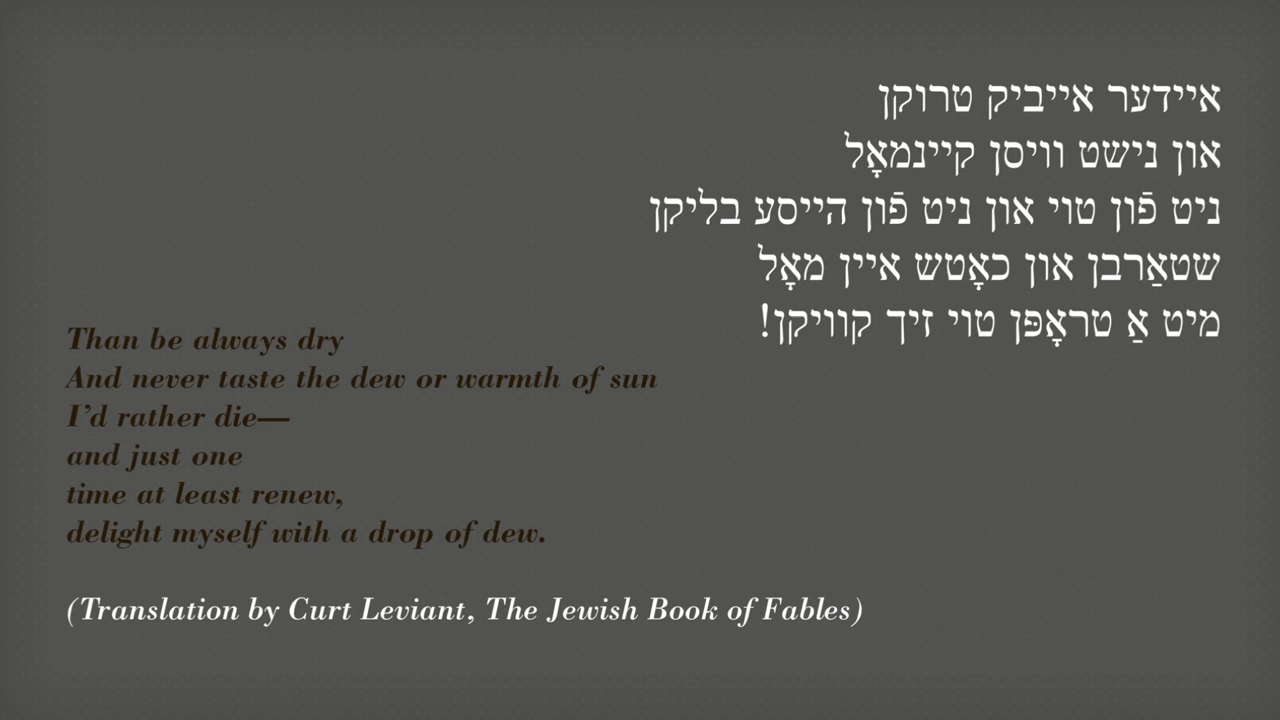 איידער אייביק טרוקן
און נישט וויסן קיינמאָל
ניט פֿון טוי און ניט פֿון הייסע בליקן
שטאַרבן און כאָטש איין מאָל
מיט אַ טראָפּן טוי זיך קוויקן!
Than be always dry
And never taste the dew or warmth of sun
I’d rather die—
and just one
time at least renew,
delight myself with a drop of dew.
(Translation by Curt Leviant, The Jewish Book of Fables)